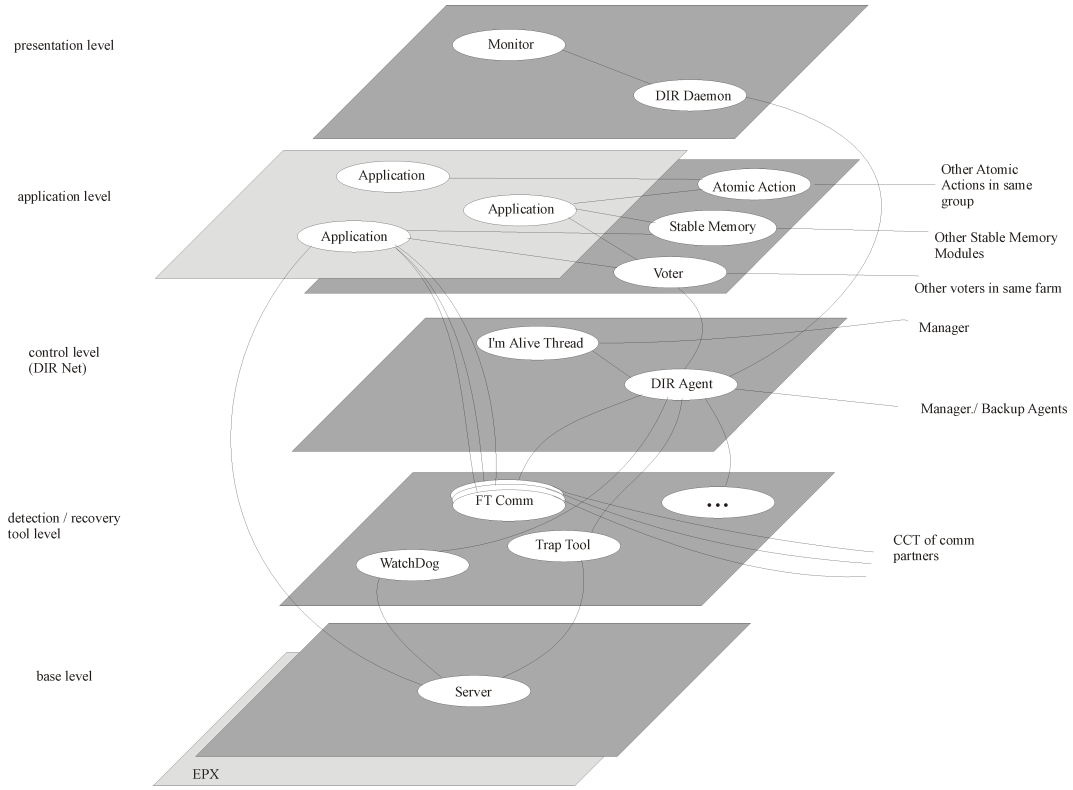 presentation level
Monitor
DIR Daemon
application level
Application
Application
Application
Atomic Action
Stable Memory
Voter
Other Atomic
Actions in same
group
Other Stable Memory
Modules
Other voters in same farm
control level
(DIR Net)
I'm Alive Thread
DIR Agent
Manager
Manager./ Backup Agents
detection / recovery
tool level
FT Comm
...
Trap Tool
WatchDog
CCT of comm
partners
base level
Server
EPX